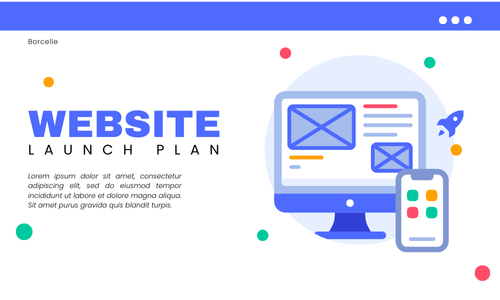 Borcelle
WEBSITE
LAUNCH PLAN
Lorem ipsum dolor sit amet, consectetur
adipiscing elit, sed do eiusmod tempor
incididunt ut labore et dolore magna aliqua.
Sit amet purus gravida quis blandit turpis.